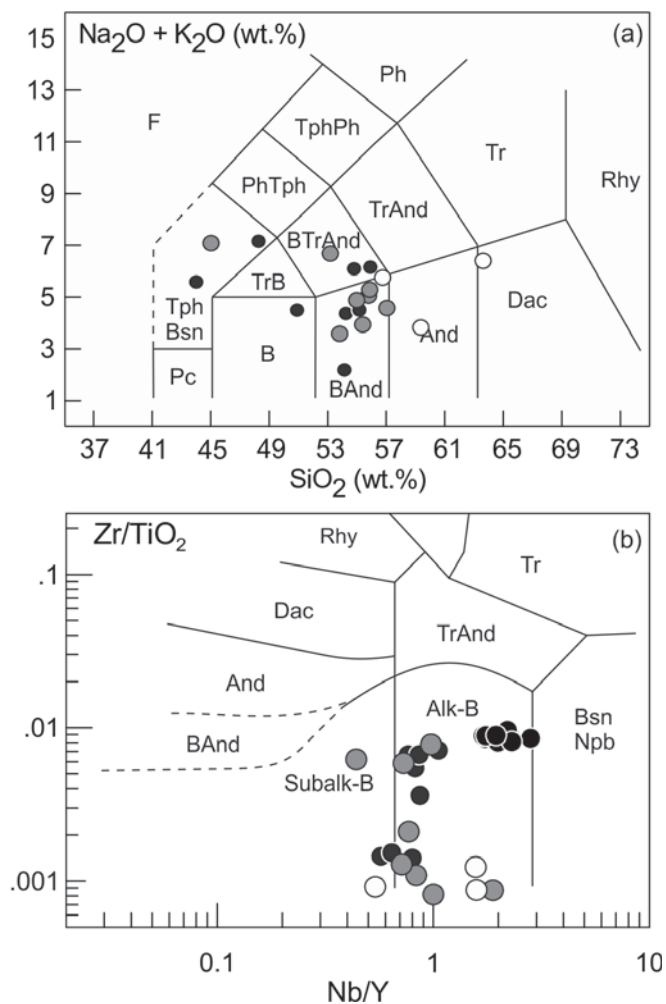 Na₂O + K₂O (wt.%)
(a)
15
13
11
9
7
5
3
1
F
Ph
TphPh
Tr
Rhy
PhTph
TrAnd
BTrAnd
TrB
Tph
Bsn
B
BAnd
And
Dac
Pc
37 41 45 49 53 57 61 65 69 73
SiO₂ (wt.%)
Zr/TiO₂
(b)
.1
.01
.001
Rhy
Tr
Dac
TrAnd
And
BAnd
Alk-B
Bsn
Npb
Subalk-B
0.1 1 10
Nb/Y